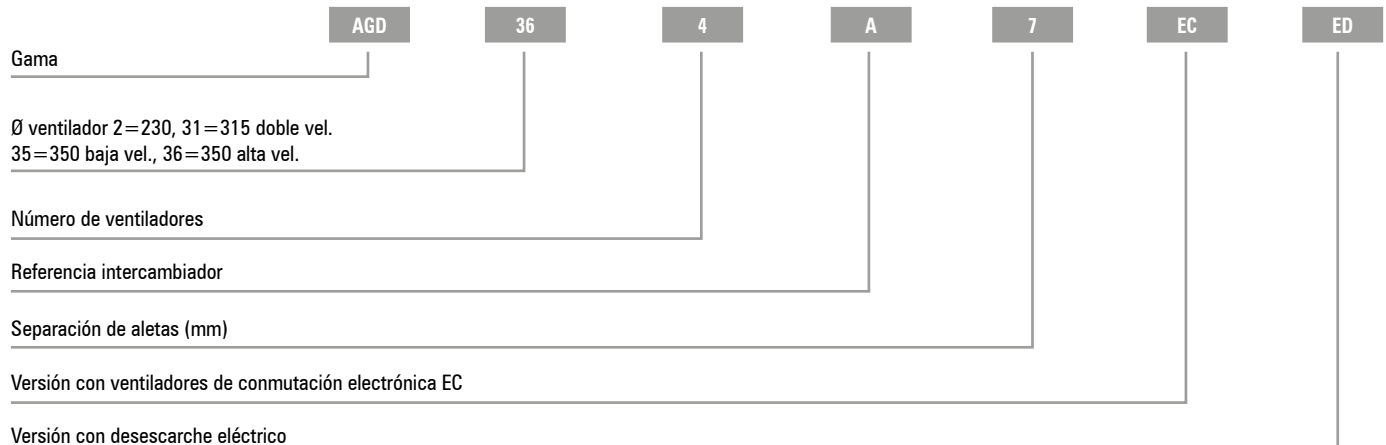 AGD 36 4 A 7 EC ED
Gama
Ø ventilador 2=230, 31=315 doble vel.
35=350 baja vel., 36=350 alta vel.
Número de ventiladores
Referencia intercambiador
Separación de aletas (mm)
Versión con ventiladores de conmutación electrónica EC
Versión con desescarche eléctrico